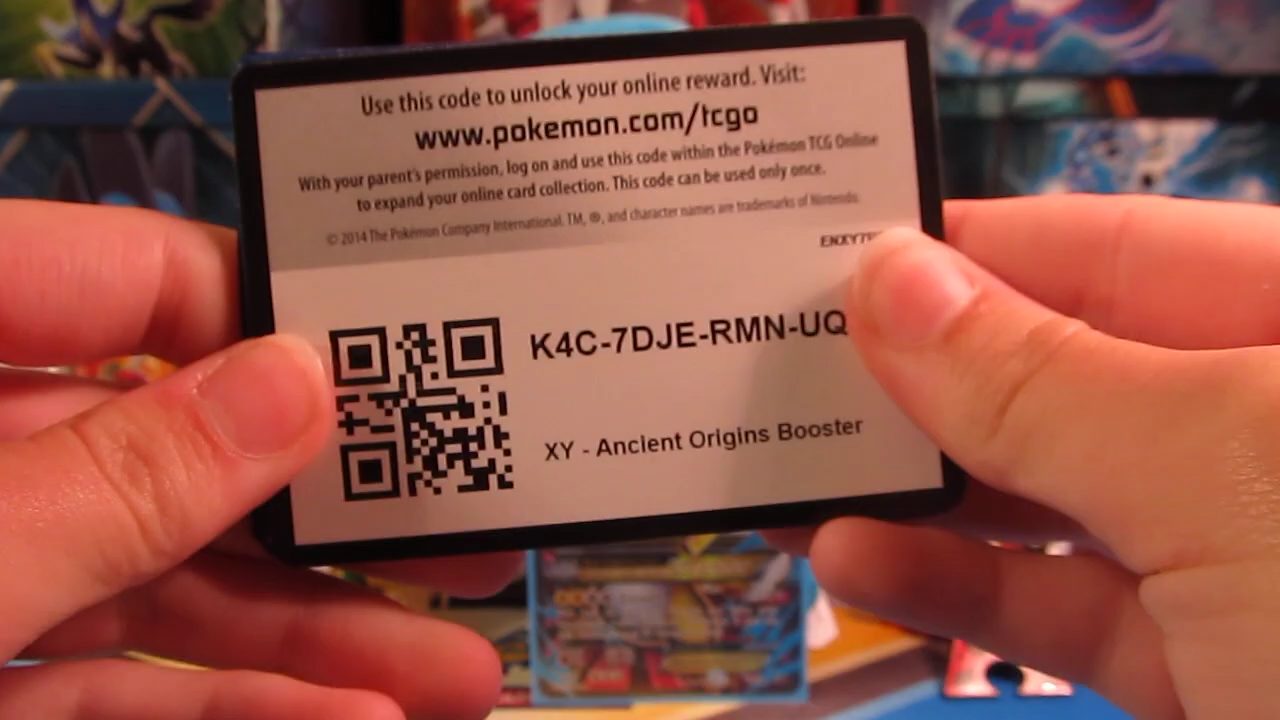 Use this code to unlock your online reward. Visit:
www.pokemon.com/tcgo
With your parent's permission, log on and use this code within the Pokémon TCG Online
to expand your online card collection. This code can be used only once.
© 2014 The Pokémon Company International. TM, ®, and character names are trademarks of Nintendo.
K4C-7DJE-RMN-UQ
XY - Ancient Origins Booster